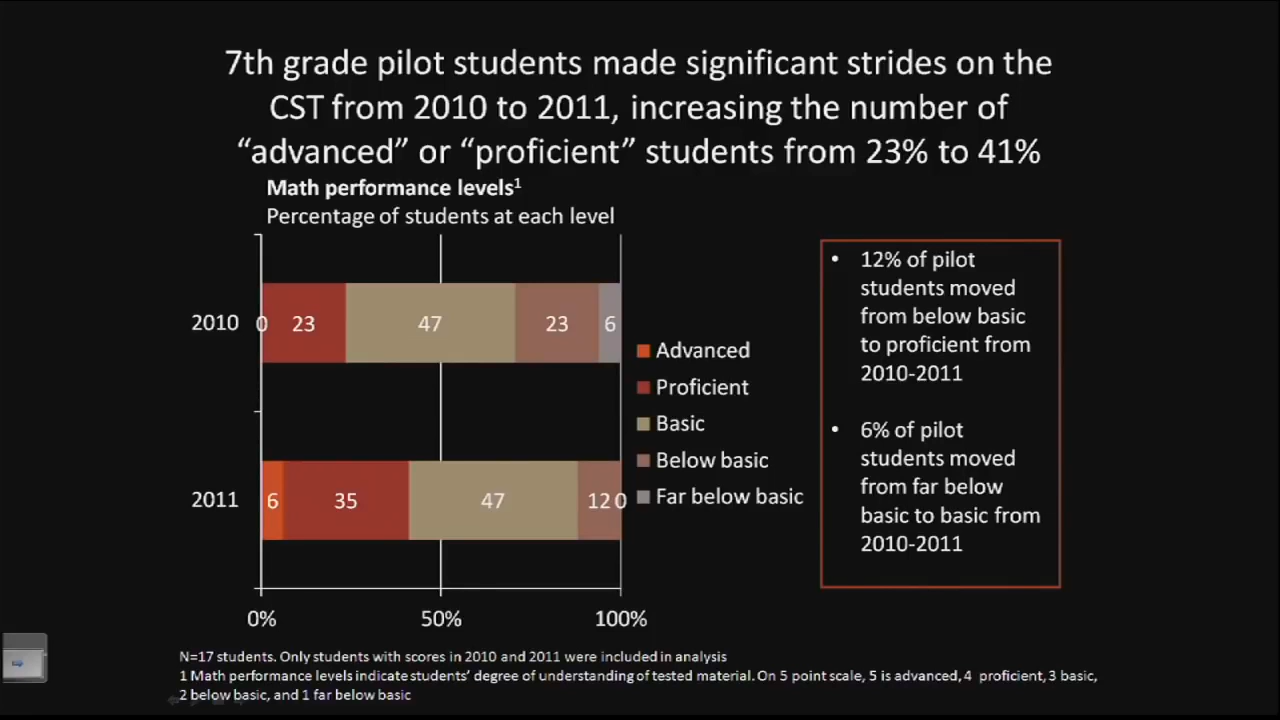 7th grade pilot students made significant strides on the
CST from 2010 to 2011, increasing the number of
“advanced” or “proficient” students from 23% to 41%
Math performance levels1
Percentage of students at each level
2010
0 23 47 23 6
2011
6 35 47 12 0
0% 50% 100%
Advanced
Proficient
Basic
Below basic
Far below basic
• 12% of pilot
students moved
from below basic
to proficient from
2010-2011
• 6% of pilot
students moved
from far below
basic to basic from
2010-2011
N=17 students. Only students with scores in 2010 and 2011 were included in analysis
1 Math performance levels indicate students’ degree of understanding of tested material. On 5 point scale, 5 is advanced, 4 proficient, 3 basic,
2 below basic, and 1 far below basic